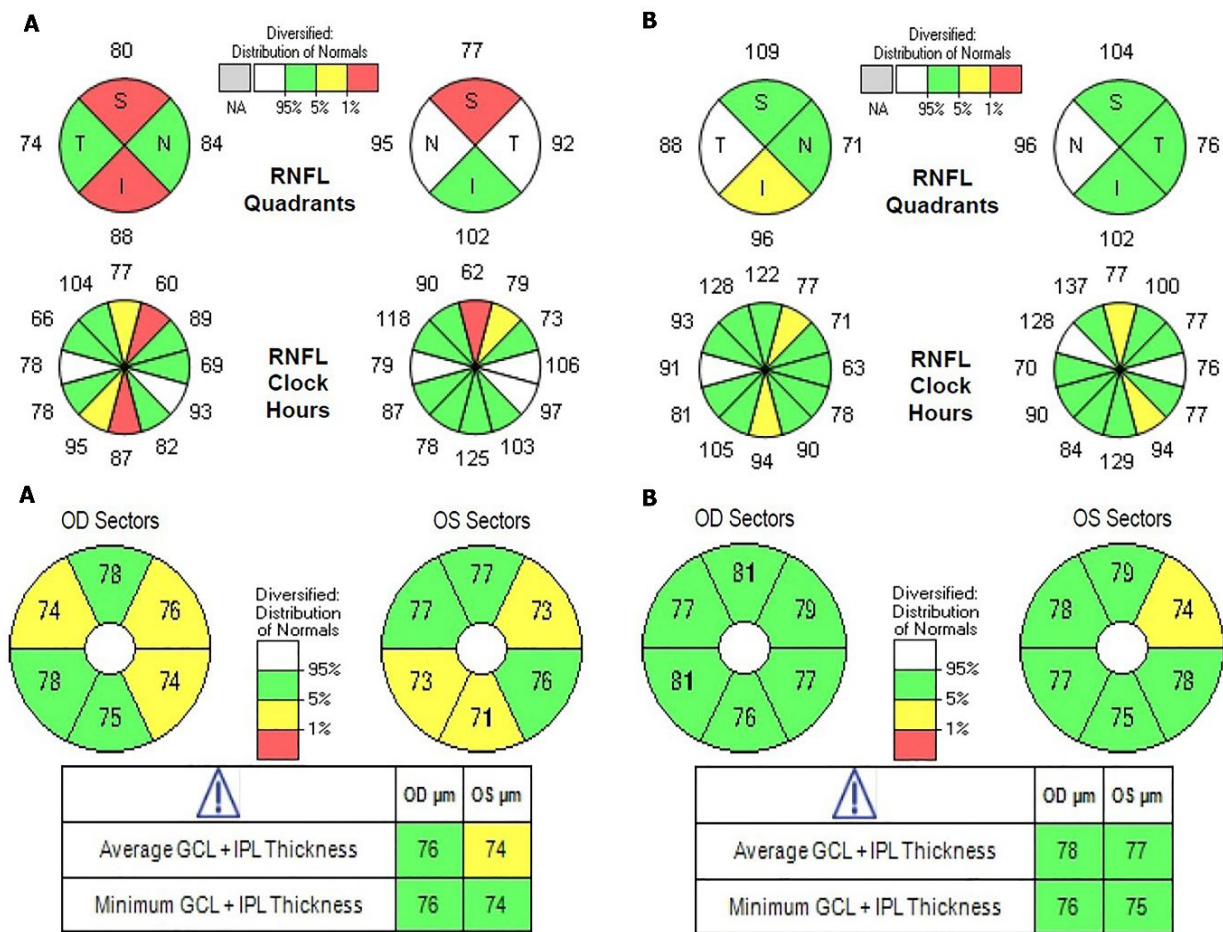 A
B
Diversified:
Distribution of Normals
NA 95% 5% 1%
80
S
74 T N 84
I
88
77
S
95 N T 92
I
102
RNFL
Quadrants
Diversified:
Distribution of Normals
NA 95% 5% 1%
109
S
88 T N 71
I
96
104
S
96 N T 76
I
102
RNFL
Quadrants
77
104 60
66 89
78 69
78 93
95 82
87
RNFL
Clock
Hours
62
90 79
118 73
79 106
87 97
78 103
125
122
128 77
93 71
91 63
81 78
105 90
94
RNFL
Clock
Hours
77
137 100
128 77
70 76
90 77
84 94
129
A
OD Sectors
78
74 76
78 74
75
Diversified:
Distribution
of Normals
95%
5%
1%
OS Sectors
77
77 73
73 76
71
OD µm OS µm
Average GCL + IPL Thickness 76 74
Minimum GCL + IPL Thickness 76 74
B
OD Sectors
81
77 79
81 77
76
Diversified:
Distribution
of Normals
95%
5%
1%
OS Sectors
79
78 74
77 78
75
OD µm OS µm
Average GCL + IPL Thickness 78 77
Minimum GCL + IPL Thickness 76 75